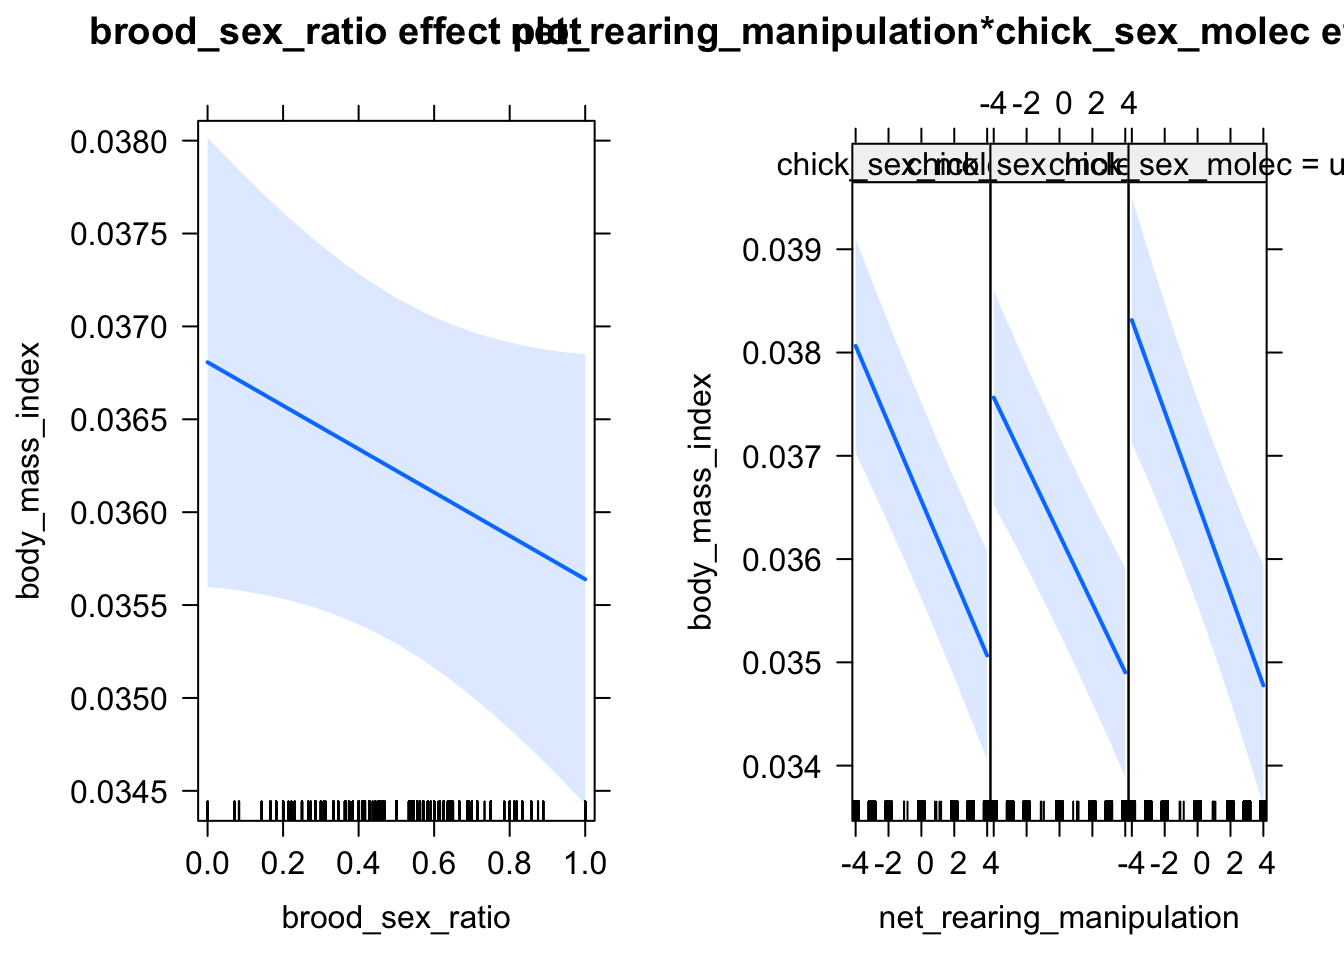 brood_sex_ratio effect plot
net_rearing_manipulation*chick_sex_molec e
-4 -2 0 2 4
chick_sex_molec
chick_sex_molec
chick_sex_molec = u
0.0380
0.0375
0.0370
0.0365
0.0360
0.0355
0.0350
0.0345
body_mass_index
0.0 0.2 0.4 0.6 0.8 1.0
brood_sex_ratio
0.039
0.038
0.037
0.036
0.035
0.034
body_mass_index
-4 -2 0 2 4
-4 -2 0 2 4
net_rearing_manipulation